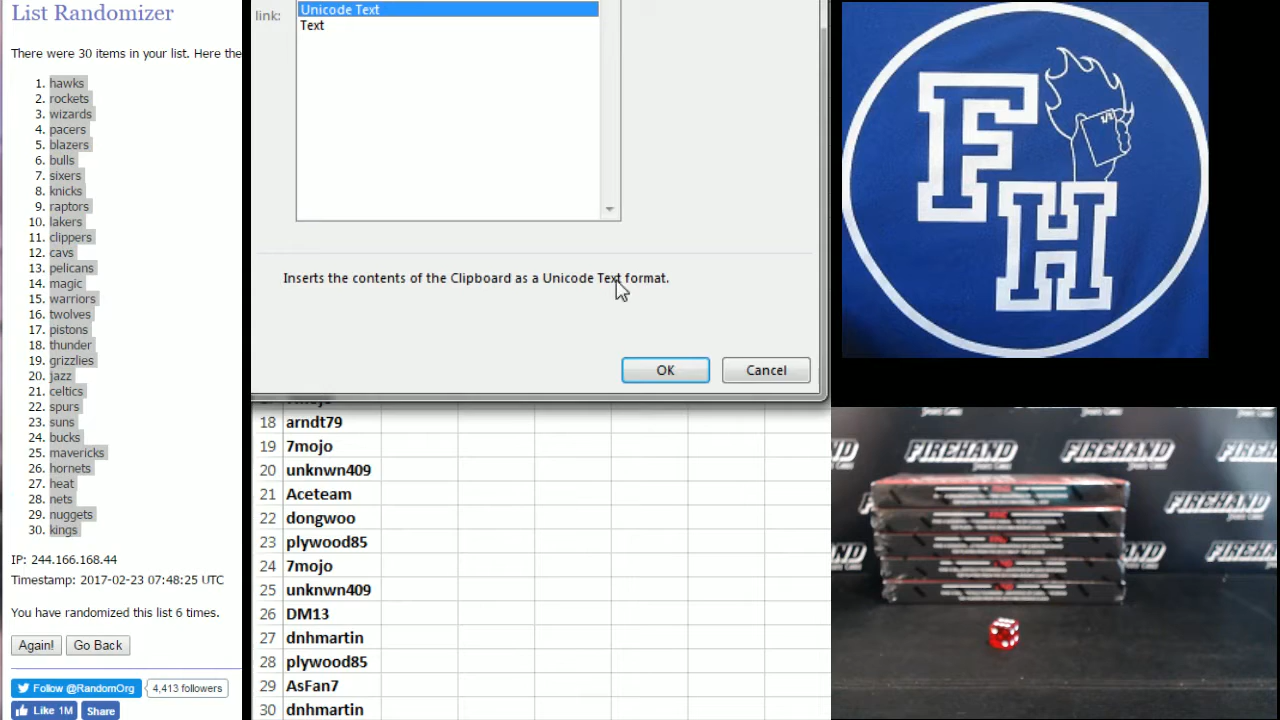 List Randomizer
There were 30 items in your list. Here the
1. hawks
2. rockets
3. wizards
4. pacers
5. blazers
6. bulls
7. sixers
8. knicks
9. raptors
10. lakers
11. clippers
12. cavs
13. pelicans
14. magic
15. warriors
16. twolves
17. pistons
18. thunder
19. grizzlies
20. jazz
21. celtics
22. spurs
23. suns
24. bucks
25. mavericks
26. hornets
27. heat
28. nets
29. nuggets
30. kings
IP: 244.166.168.44
Timestamp: 2017-02-23 07:48:25 UTC
You have randomized this list 6 times.
Again! Go Back
Follow @RandomOrg 4,413 followers
Like 1M Share
link:
Unicode Text
Text
Inserts the contents of the Clipboard as a Unicode Text format.
OK Cancel
18 arndt79
19 7mojo
20 unknwn409
21 Aceteam
22 dongwoo
23 plywood85
24 7mojo
25 unknwn409
26 DM13
27 dnhmartin
28 plywood85
29 AsFan7
30 dnhmartin
F
H
1/1
FIREHAND
FIREHAND
FIREHAND
FIREHAND